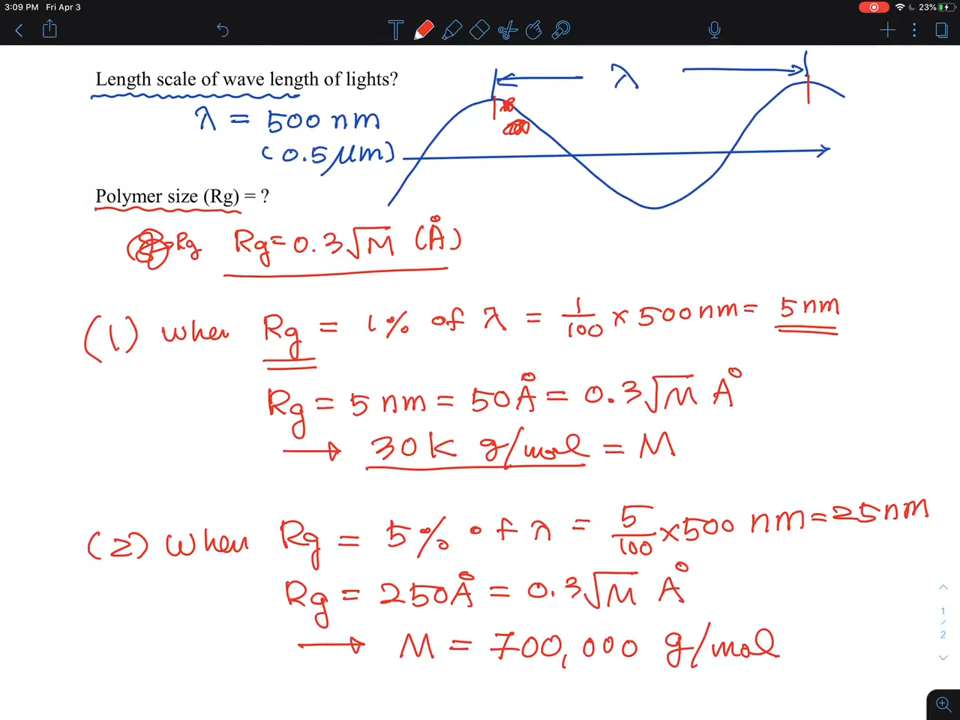 3:09 PM Fri Apr 3
23%
T
Length scale of wave length of lights?
λ
λ = 500 nm
(0.5 μm)
Polymer size (Rg) = ?
Rg Rg = 0.3√M (Å)
(1) when Rg = 1% of λ = 1/100 × 500 nm = 5 nm
Rg = 5 nm = 50 Å = 0.3√M Å
→ 30K g/mol = M
(2) When Rg = 5% of λ = 5/100 × 500 nm = 25 nm
Rg = 250 Å = 0.3√M Å
→ M = 700,000 g/mol
1
2